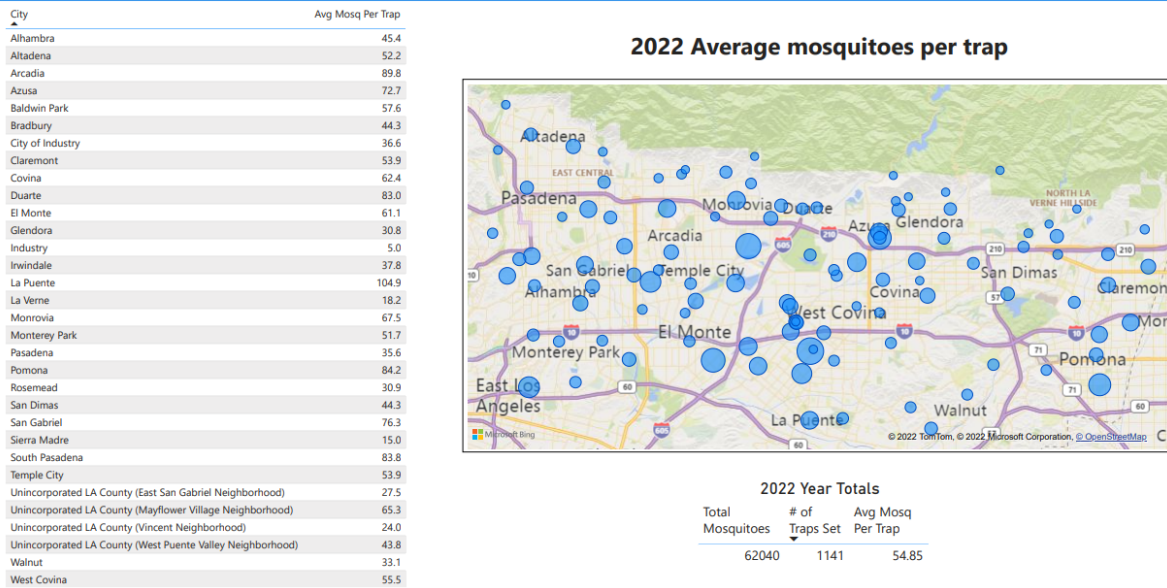 City Avg Mosq Per Trap
Alhambra 45.4
Altadena 52.2
Arcadia 89.8
Azusa 72.7
Baldwin Park 57.6
Bradbury 44.3
City of Industry 36.6
Claremont 53.9
Covina 62.4
Duarte 83.0
El Monte 61.1
Glendora 30.8
Industry 5.0
Irwindale 37.8
La Puente 104.9
La Verne 18.2
Monrovia 67.5
Monterey Park 51.7
Pasadena 35.6
Pomona 84.2
Rosemead 30.9
San Dimas 44.3
San Gabriel 76.3
Sierra Madre 15.0
South Pasadena 83.8
Temple City 53.9
Unincorporated LA County (East San Gabriel Neighborhood) 27.5
Unincorporated LA County (Mayflower Village Neighborhood) 65.3
Unincorporated LA County (Vincent Neighborhood) 24.0
Unincorporated LA County (West Puente Valley Neighborhood) 43.8
Walnut 33.1
West Covina 55.5
2022 Average mosquitoes per trap
Altadena
EAST CENTRAL
Pasadena
NORTH LA
VERNE HILLSIDE
Monrovia Duarte
Azusa Glendora
Arcadia
605 210
210 210
San Gabriel Temple City
San Dimas
Alhambra
Covina
57
Claremon
West Covina
El Monte
10 10 10
Mor
Monterey Park
71
Pomona
East Los
Angeles
60
71
60
La Puente
Walnut
605
57
60
Microsoft Bing
© 2022 TomTom, © 2022 Microsoft Corporation, © OpenStreetMap
C
2022 Year Totals
Total # of Avg Mosq
Mosquitoes Traps Set Per Trap
62040 1141 54.85